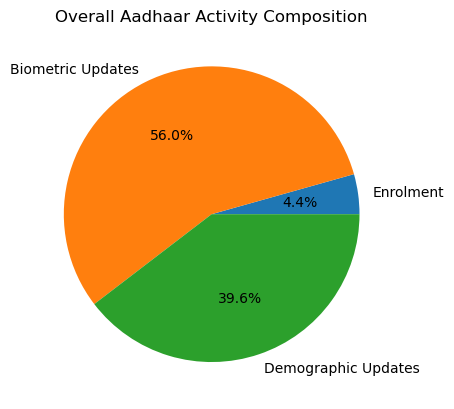 Overall Aadhaar Activity Composition
Biometric Updates
56.0%
Enrolment
4.4%
39.6%
Demographic Updates